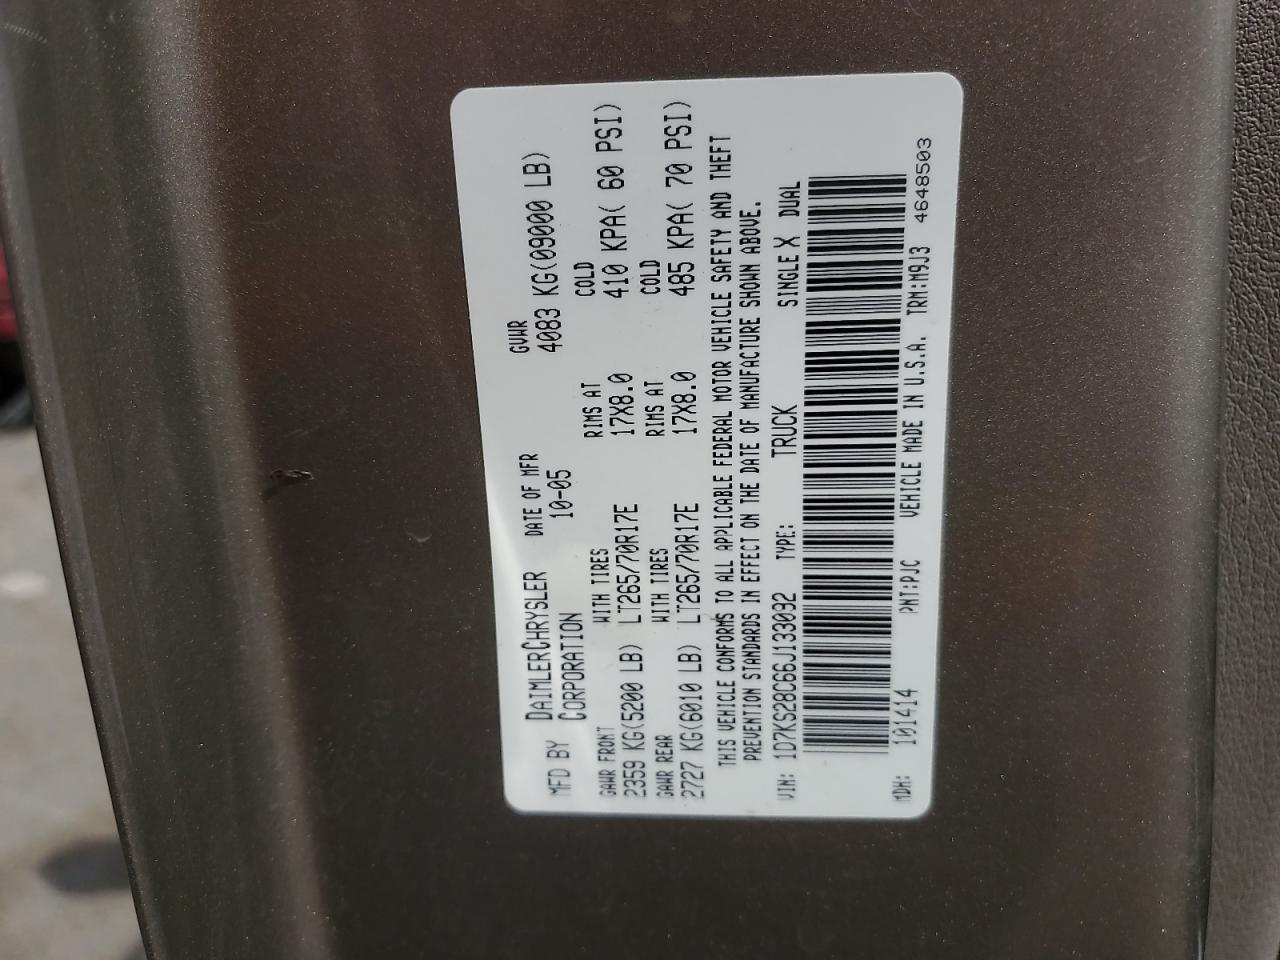 MFD BY DAIMLERCHRYSLER CORPORATION DATE OF MFR 10-05 GVWR 4083 KG(09000 LB)
GAWR FRONT WITH TIRES RIMS AT COLD
2359 KG(5200 LB) LT265/70R17E 17X8.0 410 KPA( 60 PSI)
GAWR REAR WITH TIRES RIMS AT COLD
2727 KG(6010 LB) LT265/70R17E 17X8.0 485 KPA( 70 PSI)
THIS VEHICLE CONFORMS TO ALL APPLICABLE FEDERAL MOTOR VEHICLE SAFETY AND THEFT
PREVENTION STANDARDS IN EFFECT ON THE DATE OF MANUFACTURE SHOWN ABOVE.
VIN: 1D7KS28C66J133092 TYPE: TRUCK SINGLE X DUAL
MDH: 101414 PNT:PJC VEHICLE MADE IN U.S.A. TRM:M9J3 4648503